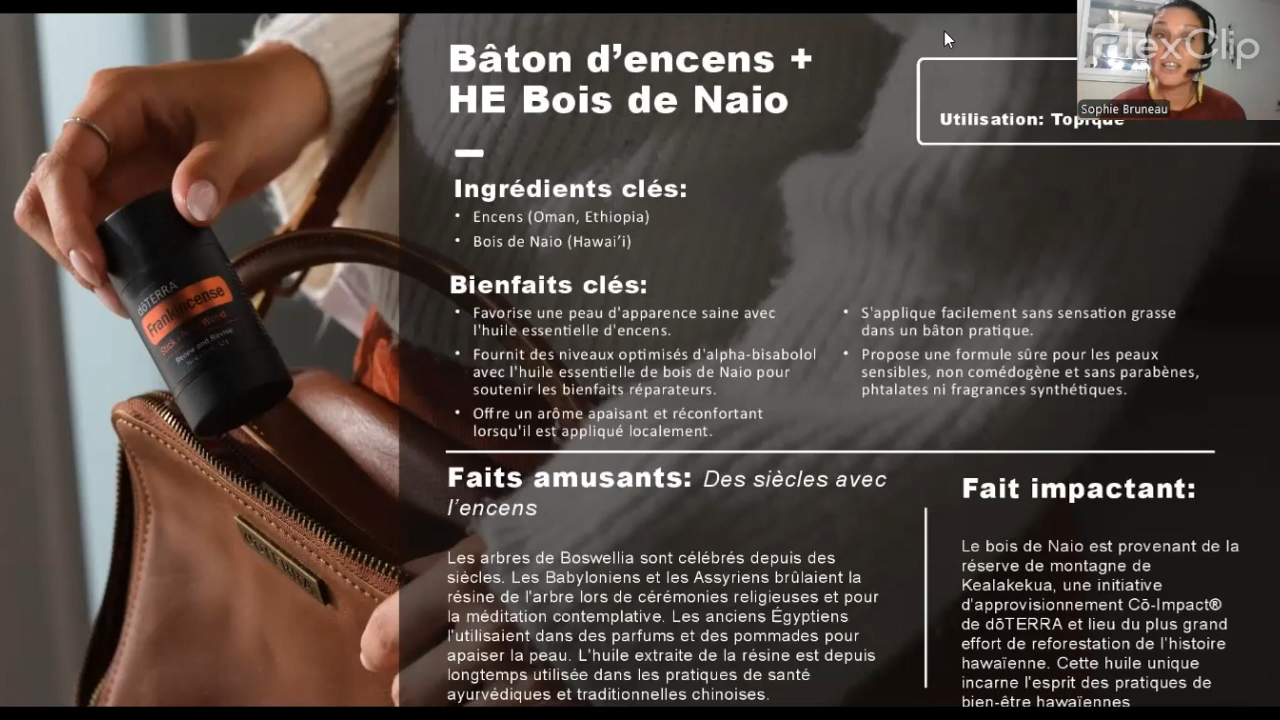 Bâton d'encens +
HE Bois de Naio
Utilisation: Topique
Sophie Bruneau
FlexClip
Ingrédients clés:
• Encens (Oman, Ethiopia)
• Bois de Naio (Hawai'i)
Bienfaits clés:
• Favorise une peau d'apparence saine avec
l'huile essentielle d'encens.
• Fournit des niveaux optimisés d'alpha-bisabolol
avec l'huile essentielle de bois de Naio pour
soutenir les bienfaits réparateurs.
• Offre un arôme apaisant et réconfortant
lorsqu'il est appliqué localement.
• S'applique facilement sans sensation grasse
dans un bâton pratique.
• Propose une formule sûre pour les peaux
sensibles, non comédogène et sans parabènes,
phtalates ni fragrances synthétiques.
Faits amusants: Des siècles avec
l'encens
Les arbres de Boswellia sont célébrés depuis des
siècles. Les Babyloniens et les Assyriens brûlaient la
résine de l'arbre lors de cérémonies religieuses et pour
la méditation contemplative. Les anciens Égyptiens
l'utilisaient dans des parfums et des pommades pour
apaiser la peau. L'huile extraite de la résine est depuis
longtemps utilisée dans les pratiques de santé
ayurvédiques et traditionnelles chinoises.
Fait impactant:
Le bois de Naio est provenant de la
réserve de montagne de
Kealakekua, une initiative
d'approvisionnement Cō-Impact®
de dōTERRA et lieu du plus grand
effort de reforestation de l'histoire
hawaïenne. Cette huile unique
incarne l'esprit des pratiques de
bien-être hawaïennes
dōTERRA
Frankincense
Stick
Wood
Renew and Revive
dōTERRA